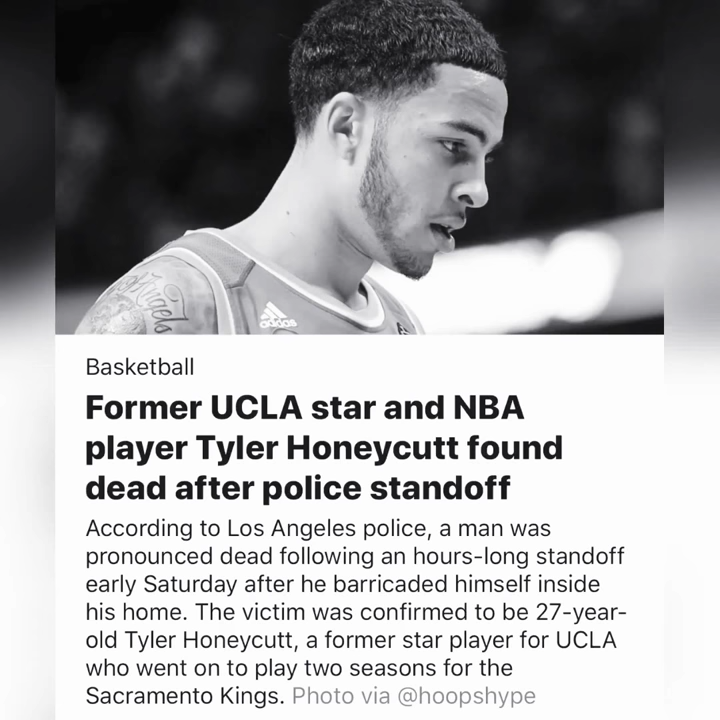 Angels
adidas
Basketball
Former UCLA star and NBA
player Tyler Honeycutt found
dead after police standoff
According to Los Angeles police, a man was
pronounced dead following an hours-long standoff
early Saturday after he barricaded himself inside
his home. The victim was confirmed to be 27-year-
old Tyler Honeycutt, a former star player for UCLA
who went on to play two seasons for the
Sacramento Kings. Photo via @hoopshype